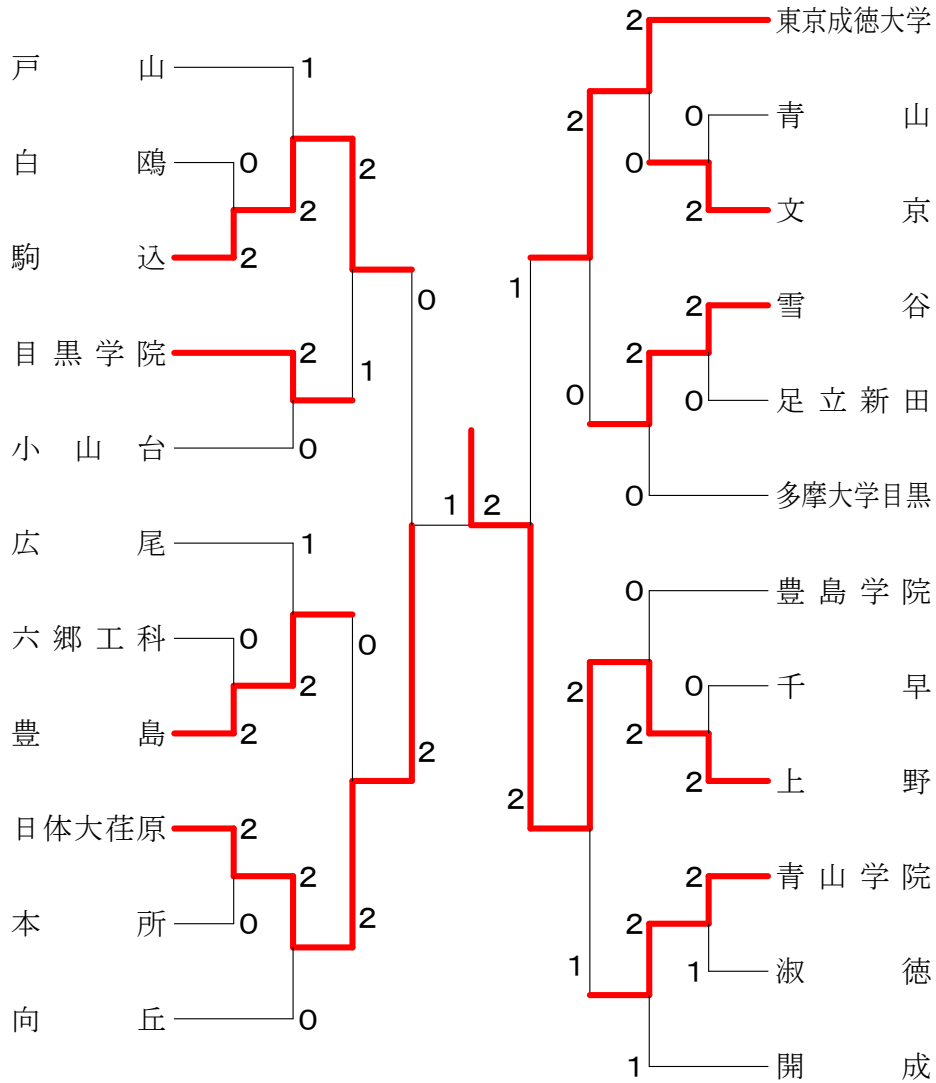 戸山
1
白鴎
0
2
駒込
2
2
目黒学院
2
1
小山台
0
0
広尾
1
六郷工科
0
0
豊島
2
2
日体大荏原
2
2
本所
0
2
向丘
0
2
1
2
東京成徳大学
2
青山
0
2
0
文京
2
1
雪谷
2
2
足立新田
0
0
多摩大学目黒
0
豊島学院
0
千早
0
2
2
上野
2
2
青山学院
2
2
淑徳
1
1
開成
1